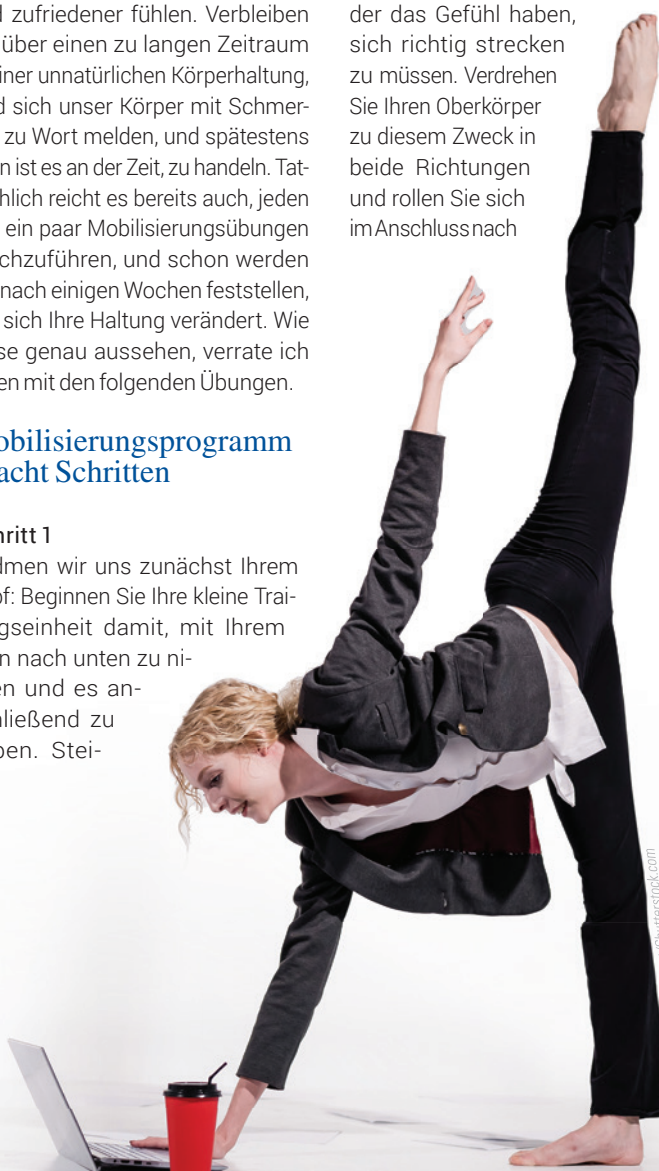 d zufriedener fühlen. Verbleiben
über einen zu langen Zeitraum
iner unnatürlichen Körperhaltung,
d sich unser Körper mit Schmer-
zu Wort melden, und spätestens
n ist es an der Zeit, zu handeln. Tat-
hlich reicht es bereits auch, jeden
ein paar Mobilisierungsübungen
chzuführen, und schon werden
nach einigen Wochen feststellen,
sich Ihre Haltung verändert. Wie
se genau aussehen, verrate ich
en mit den folgenden Übungen.
obilisierungsprogramm
acht Schritten
ritt 1
dmen wir uns zunächst Ihrem
pf: Beginnen Sie Ihre kleine Trai-
gseinheit damit, mit Ihrem
n nach unten zu ni-
en und es an-
hließend zu
ben. Stei-
der das Gefühl haben,
sich richtig strecken
zu müssen. Verdrehen
Sie Ihren Oberkörper
zu diesem Zweck in
beide Richtungen
und rollen Sie sich
im Anschluss nach
/Shutterstock.com